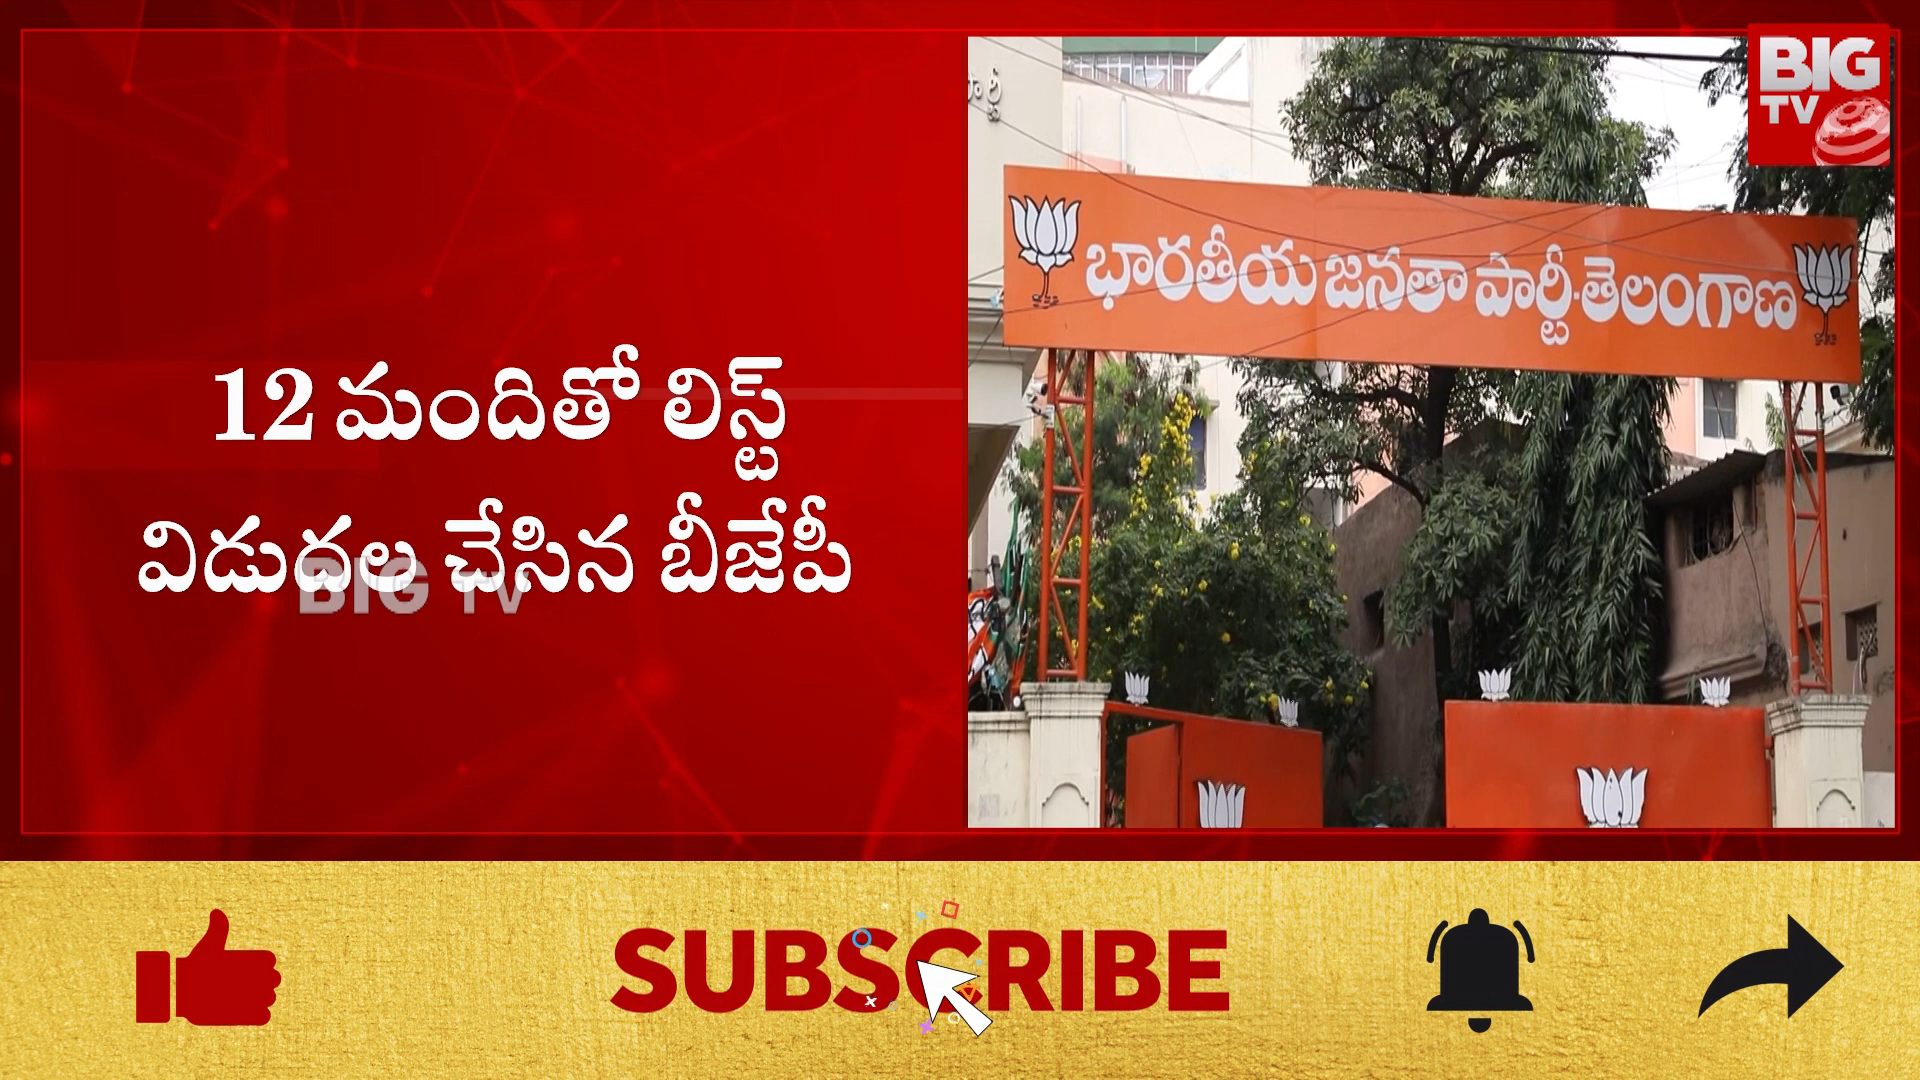 12 మందితో లిస్ట్
విడుదల చేసిన బీజేపీ
BIG TV
BIG
TV
భారతీయ జనతా పార్టీ-తెలంగాణ
SUBSCRIBE